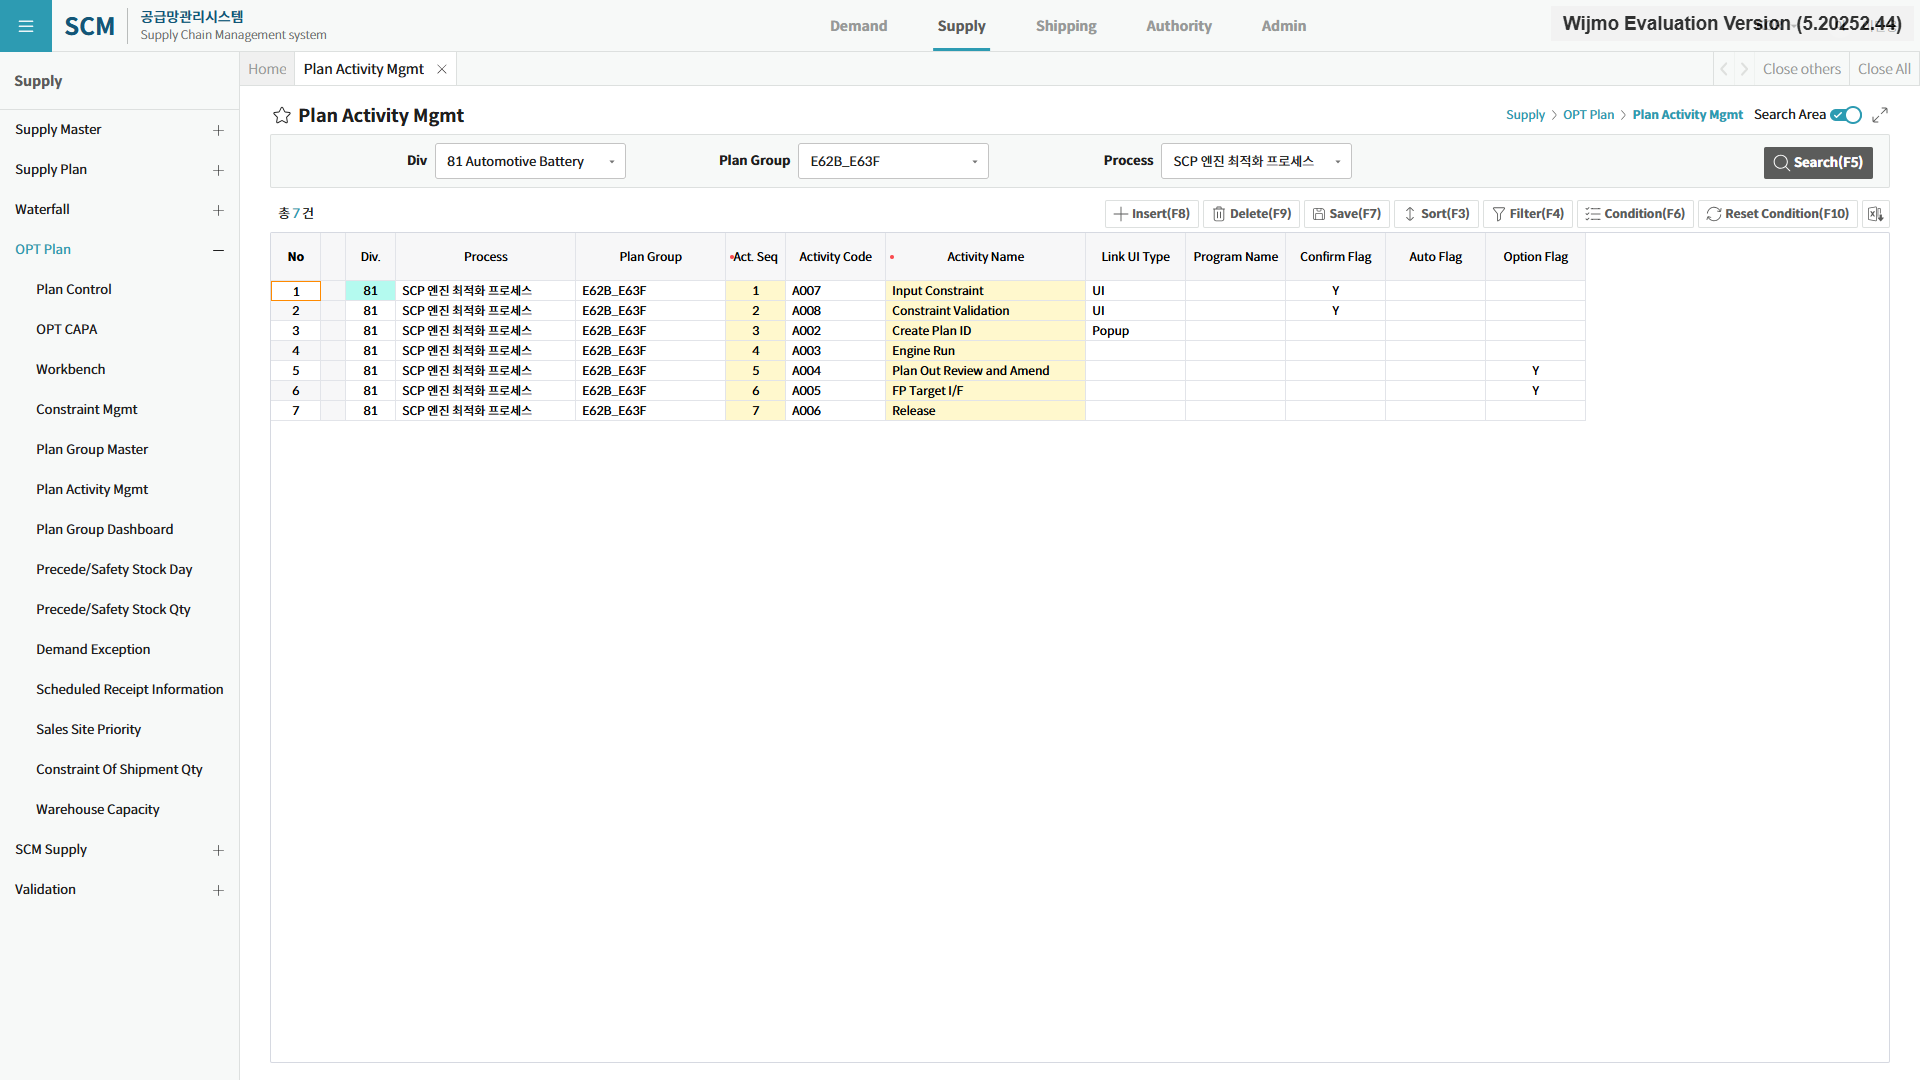 SCM
공급망관리시스템
Supply Chain Management system
Demand
Supply
Shipping
Authority
Admin
Wijmo Evaluation Version (5.20252.44)
Supply
Home
Plan Activity Mgmt
Close others
Close All
Supply Master
Supply Plan
Waterfall
OPT Plan
Plan Control
OPT CAPA
Workbench
Constraint Mgmt
Plan Group Master
Plan Activity Mgmt
Plan Group Dashboard
Precede/Safety Stock Day
Precede/Safety Stock Qty
Demand Exception
Scheduled Receipt Information
Sales Site Priority
Constraint Of Shipment Qty
Warehouse Capacity
SCM Supply
Validation
Plan Activity Mgmt
Supply > OPT Plan > Plan Activity Mgmt
Search Area
Div 81 Automotive Battery
Plan Group E62B_E63F
Process SCP 엔진 최적화 프로세스
Search(F5)
총 7 건
Insert(F8) Delete(F9) Save(F7) Sort(F3) Filter(F4) Condition(F6) Reset Condition(F10)
No Div. Process Plan Group Act. Seq Activity Code Activity Name Link UI Type Program Name Confirm Flag Auto Flag Option Flag
1 81 SCP 엔진 최적화 프로세스 E62B_E63F 1 A007 Input Constraint UI Y
2 81 SCP 엔진 최적화 프로세스 E62B_E63F 2 A008 Constraint Validation UI Y
3 81 SCP 엔진 최적화 프로세스 E62B_E63F 3 A002 Create Plan ID Popup
4 81 SCP 엔진 최적화 프로세스 E62B_E63F 4 A003 Engine Run
5 81 SCP 엔진 최적화 프로세스 E62B_E63F 5 A004 Plan Out Review and Amend Y
6 81 SCP 엔진 최적화 프로세스 E62B_E63F 6 A005 FP Target I/F Y
7 81 SCP 엔진 최적화 프로세스 E62B_E63F 7 A006 Release